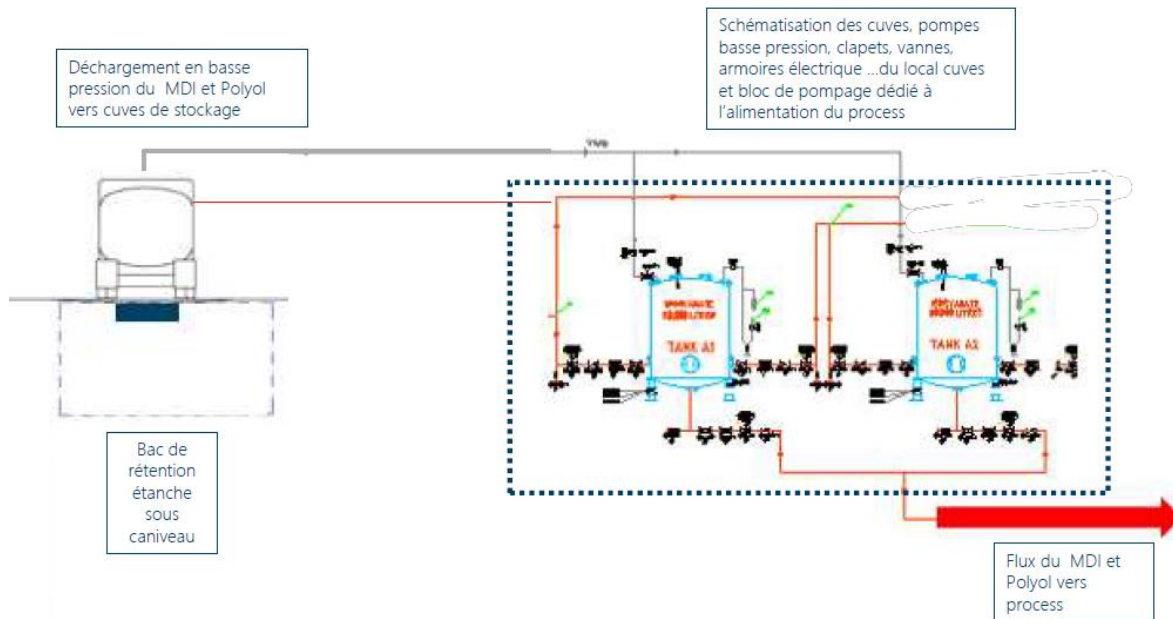 Déchargement en basse
pression du  MDI et Polyol
vers cuves de stockage
Schématisation des cuves, pompes
basse pression, clapets, vannes,
armoires électrique ...du local cuves
et bloc de pompage dédié à
l'alimentation du process
TANK A1
TANK A2
Bac de
rétention
étanche
sous
caniveau
Flux du  MDI et
Polyol vers
process